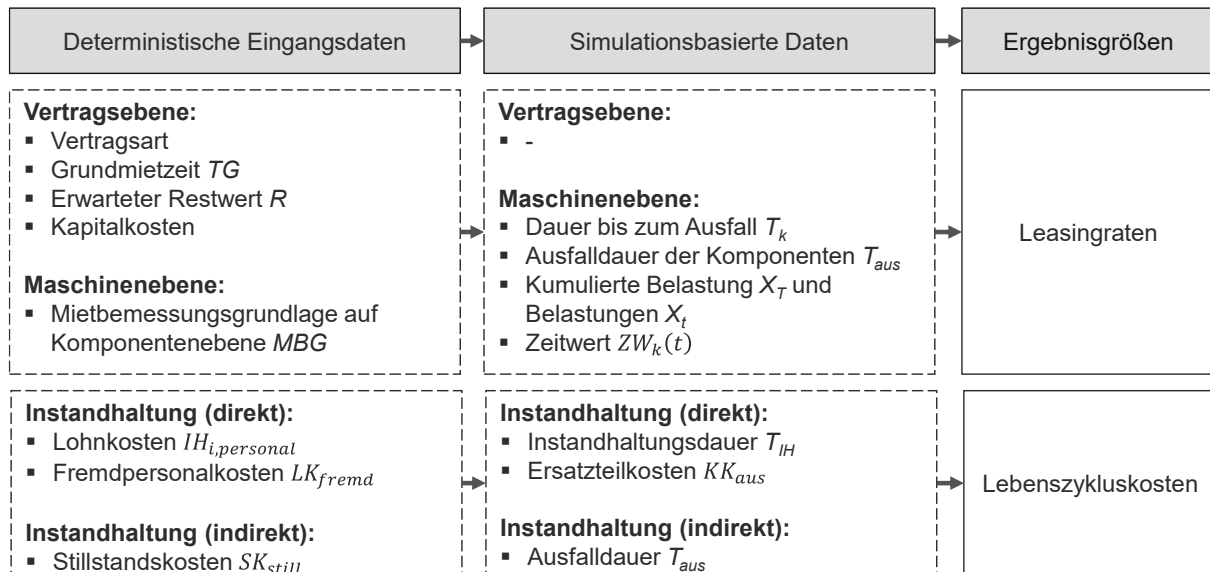 Deterministische Eingangsdaten
Simulationsbasierte Daten
Ergebnisgrößen
Vertragsebene:
▪ Vertragsart
▪ Grundmietzeit TG
▪ Erwarteter Restwert R
▪ Kapitalkosten
Maschinenebene:
▪ Mietbemessungsgrundlage auf
Komponentenebene MBG
Vertragsebene:
▪ -
Maschinenebene:
▪ Dauer bis zum Ausfall T_k
▪ Ausfalldauer der Komponenten T_aus
▪ Kumulierte Belastung X_T und
Belastungen X_t
▪ Zeitwert ZW_k(t)
Leasingraten
Instandhaltung (direkt):
▪ Lohnkosten IH_i,personal
▪ Fremdpersonalkosten LK_fremd
Instandhaltung (indirekt):
▪ Stillstandskosten SK_still
Instandhaltung (direkt):
▪ Instandhaltungsdauer T_IH
▪ Ersatzteilkosten KK_aus
Instandhaltung (indirekt):
▪ Ausfalldauer T_aus
Lebenszykluskosten